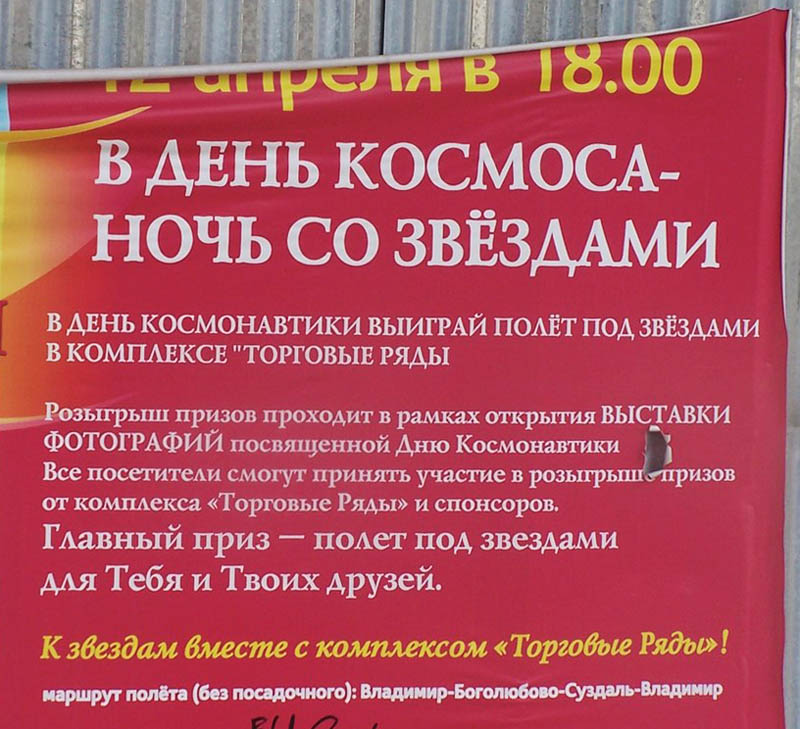 12 апреля в 18.00
В ДЕНЬ КОСМОСА-
НОЧЬ СО ЗВЁЗДАМИ
В ДЕНЬ КОСМОНАВТИКИ ВЫИГРАЙ ПОЛЁТ ПОД ЗВЁЗДАМИ
В КОМПЛЕКСЕ "ТОРГОВЫЕ РЯДЫ
Розыгрыш призов проходит в рамках открытия ВЫСТАВКИ
ФОТОГРАФИЙ посвященной Дню Космонавтики
Все посетители смогут принять участие в розыгрыше призов
от комплекса «Торговые Ряды» и спонсоров.
Главный приз — полет под звездами
для Тебя и Твоих друзей.
К звездам вместе с комплексом «Торговые Ряды»!
маршрут полёта (без посадочного): Владимир-Боголюбово-Суздаль-Владимир